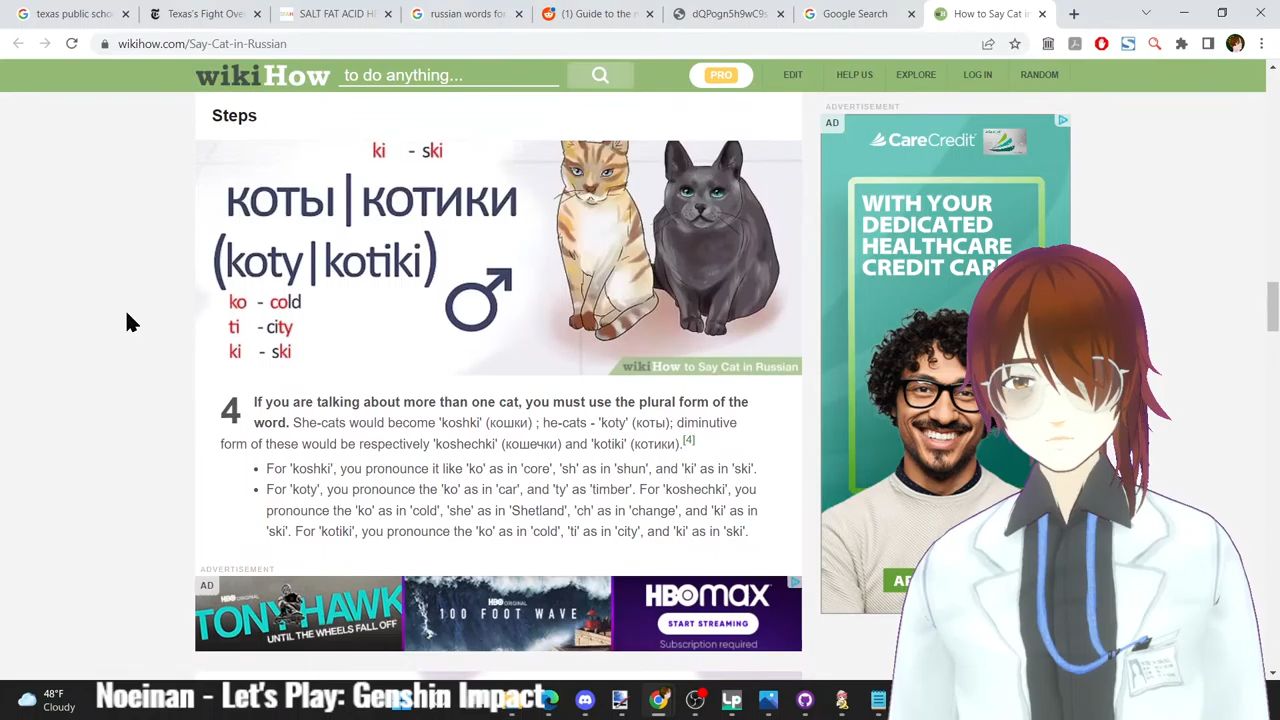 texas public scho
Texas's Fight Ove
SALT FAT ACID HE
russian words for
(1) Guide to the n
dQPogn5h9wC9s
Google Search
How to Say Cat in
wikihow.com/Say-Cat-in-Russian
wikiHow to do anything...
PRO
EDIT
HELP US
EXPLORE
LOG IN
RANDOM
Steps
ki - ski
коты|котики
(koty|kotiki)
ko - cold
ti - city
ki - ski
wikiHow to Say Cat in Russian
4 If you are talking about more than one cat, you must use the plural form of the
word. She-cats would become 'koshki' (кошки) ; he-cats - 'koty' (коты); diminutive
form of these would be respectively 'koshechki' (кошечки) and 'kotiki' (котики).[4]
• For 'koshki', you pronounce it like 'ko' as in 'core', 'sh' as in 'shun', and 'ki' as in 'ski'.
• For 'koty', you pronounce the 'ko' as in 'car', and 'ty' as 'timber'. For 'koshechki', you
pronounce the 'ko' as in 'cold', 'she' as in 'Shetland', 'ch' as in 'change', and 'ki' as in
'ski'. For 'kotiki', you pronounce the 'ko' as in 'cold', 'ti' as in 'city', and 'ki' as in 'ski'.
ADVERTISEMENT
AD
TONY HAWK
UNTIL THE WHEELS FALL OFF
HBO ORIGINAL
100 FOOT WAVE
HBOMAX
START STREAMING
Subscription required
ADVERTISEMENT
AD
CareCredit
WITH YOUR
DEDICATED
HEALTHCARE
CREDIT CAR
48°F
Cloudy
Noeinan - Let's Play: Genshin Impact